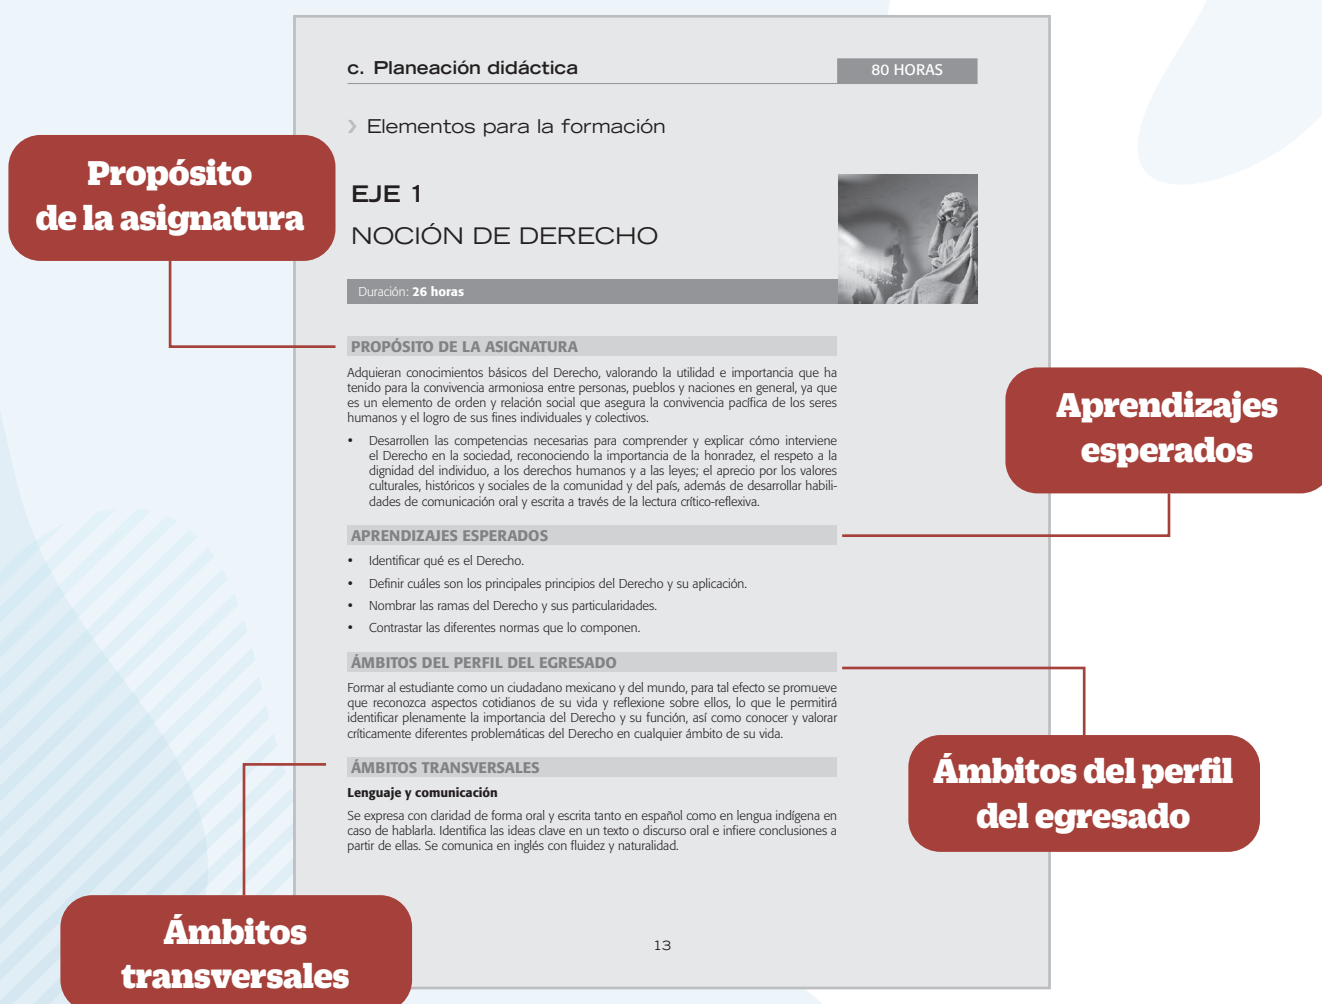 c. Planeación didáctica
80 HORAS
› Elementos para la formación
Propósito
de la asignatura
EJE 1
NOCIÓN DE DERECHO
Duración: 26 horas
PROPÓSITO DE LA ASIGNATURA
Adquieran conocimientos básicos del Derecho, valorando la utilidad e importancia que ha
tenido para la convivencia armoniosa entre personas, pueblos y naciones en general, ya que
es un elemento de orden y relación social que asegura la convivencia pacífica de los seres
humanos y el logro de sus fines individuales y colectivos.
• Desarrollen las competencias necesarias para comprender y explicar cómo interviene
el Derecho en la sociedad, reconociendo la importancia de la honradez, el respeto a la
dignidad del individuo, a los derechos humanos y a las leyes; el aprecio por los valores
culturales, históricos y sociales de la comunidad y del país, además de desarrollar habili-
dades de comunicación oral y escrita a través de la lectura crítico-reflexiva.
Aprendizajes
esperados
APRENDIZAJES ESPERADOS
• Identificar qué es el Derecho.
• Definir cuáles son los principales principios del Derecho y su aplicación.
• Nombrar las ramas del Derecho y sus particularidades.
• Contrastar las diferentes normas que lo componen.
ÁMBITOS DEL PERFIL DEL EGRESADO
Formar al estudiante como un ciudadano mexicano y del mundo, para tal efecto se promueve
que reconozca aspectos cotidianos de su vida y reflexione sobre ellos, lo que le permitirá
identificar plenamente la importancia del Derecho y su función, así como conocer y valorar
críticamente diferentes problemáticas del Derecho en cualquier ámbito de su vida.
Ámbitos del perfil
del egresado
ÁMBITOS TRANSVERSALES
Lenguaje y comunicación
Se expresa con claridad de forma oral y escrita tanto en español como en lengua indígena en
caso de hablarla. Identifica las ideas clave en un texto o discurso oral e infiere conclusiones a
partir de ellas. Se comunica en inglés con fluidez y naturalidad.
Ámbitos
transversales
13